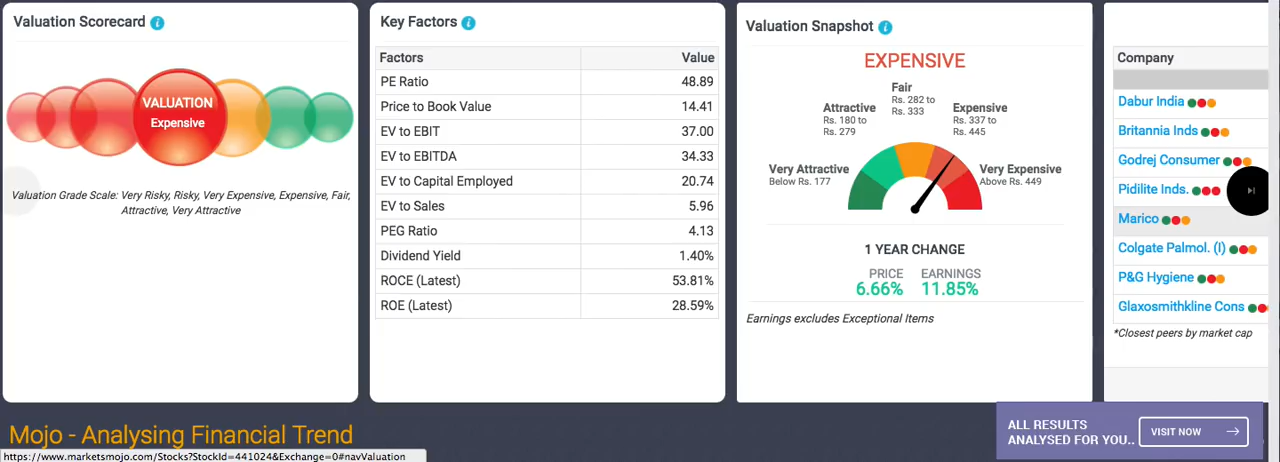 Valuation Scorecard i
VALUATION
Expensive
Valuation Grade Scale: Very Risky, Risky, Very Expensive, Expensive, Fair,
Attractive, Very Attractive
Key Factors i
Factors Value
PE Ratio 48.89
Price to Book Value 14.41
EV to EBIT 37.00
EV to EBITDA 34.33
EV to Capital Employed 20.74
EV to Sales 5.96
PEG Ratio 4.13
Dividend Yield 1.40%
ROCE (Latest) 53.81%
ROE (Latest) 28.59%
Valuation Snapshot i
EXPENSIVE
Very Attractive
Below Rs. 177
Attractive
Rs. 180 to
Rs. 279
Fair
Rs. 282 to
Rs. 333
Expensive
Rs. 337 to
Rs. 445
Very Expensive
Above Rs. 449
1 YEAR CHANGE
PRICE EARNINGS
6.66% 11.85%
Earnings excludes Exceptional Items
Company
Dabur India
Britannia Inds
Godrej Consumer
Pidilite Inds.
Marico
Colgate Palmol. (I)
P&G Hygiene
Glaxosmithkline Cons
*Closest peers by market cap
Mojo - Analysing Financial Trend
https://www.marketsmojo.com/Stocks?StockId=441024&Exchange=0#navValuation
ALL RESULTS
ANALYSED FOR YOU..
VISIT NOW